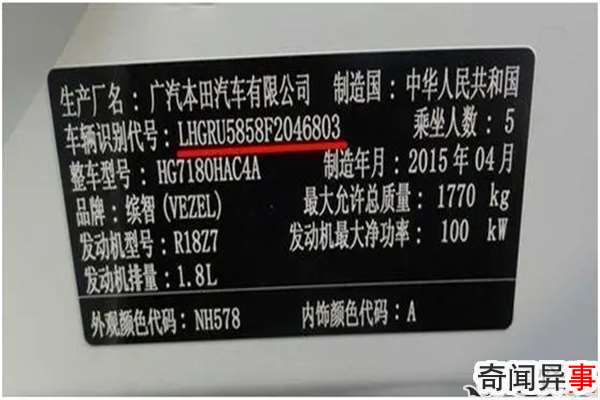 生产厂名：广汽本田汽车有限公司 制造国：中华人民共和国
车辆识别代号：LHGRU5858F2046803 乘坐人数：5
整车型号：HG7180HAC4A 制造年月：2015年04月
品牌：缤智(VEZEL) 最大允许总质量：1770 kg
发动机型号：R18Z7 发动机最大净功率：100 kW
发动机排量：1.8L
外观颜色代码：NH578 内饰颜色代码：A
奇闻异事